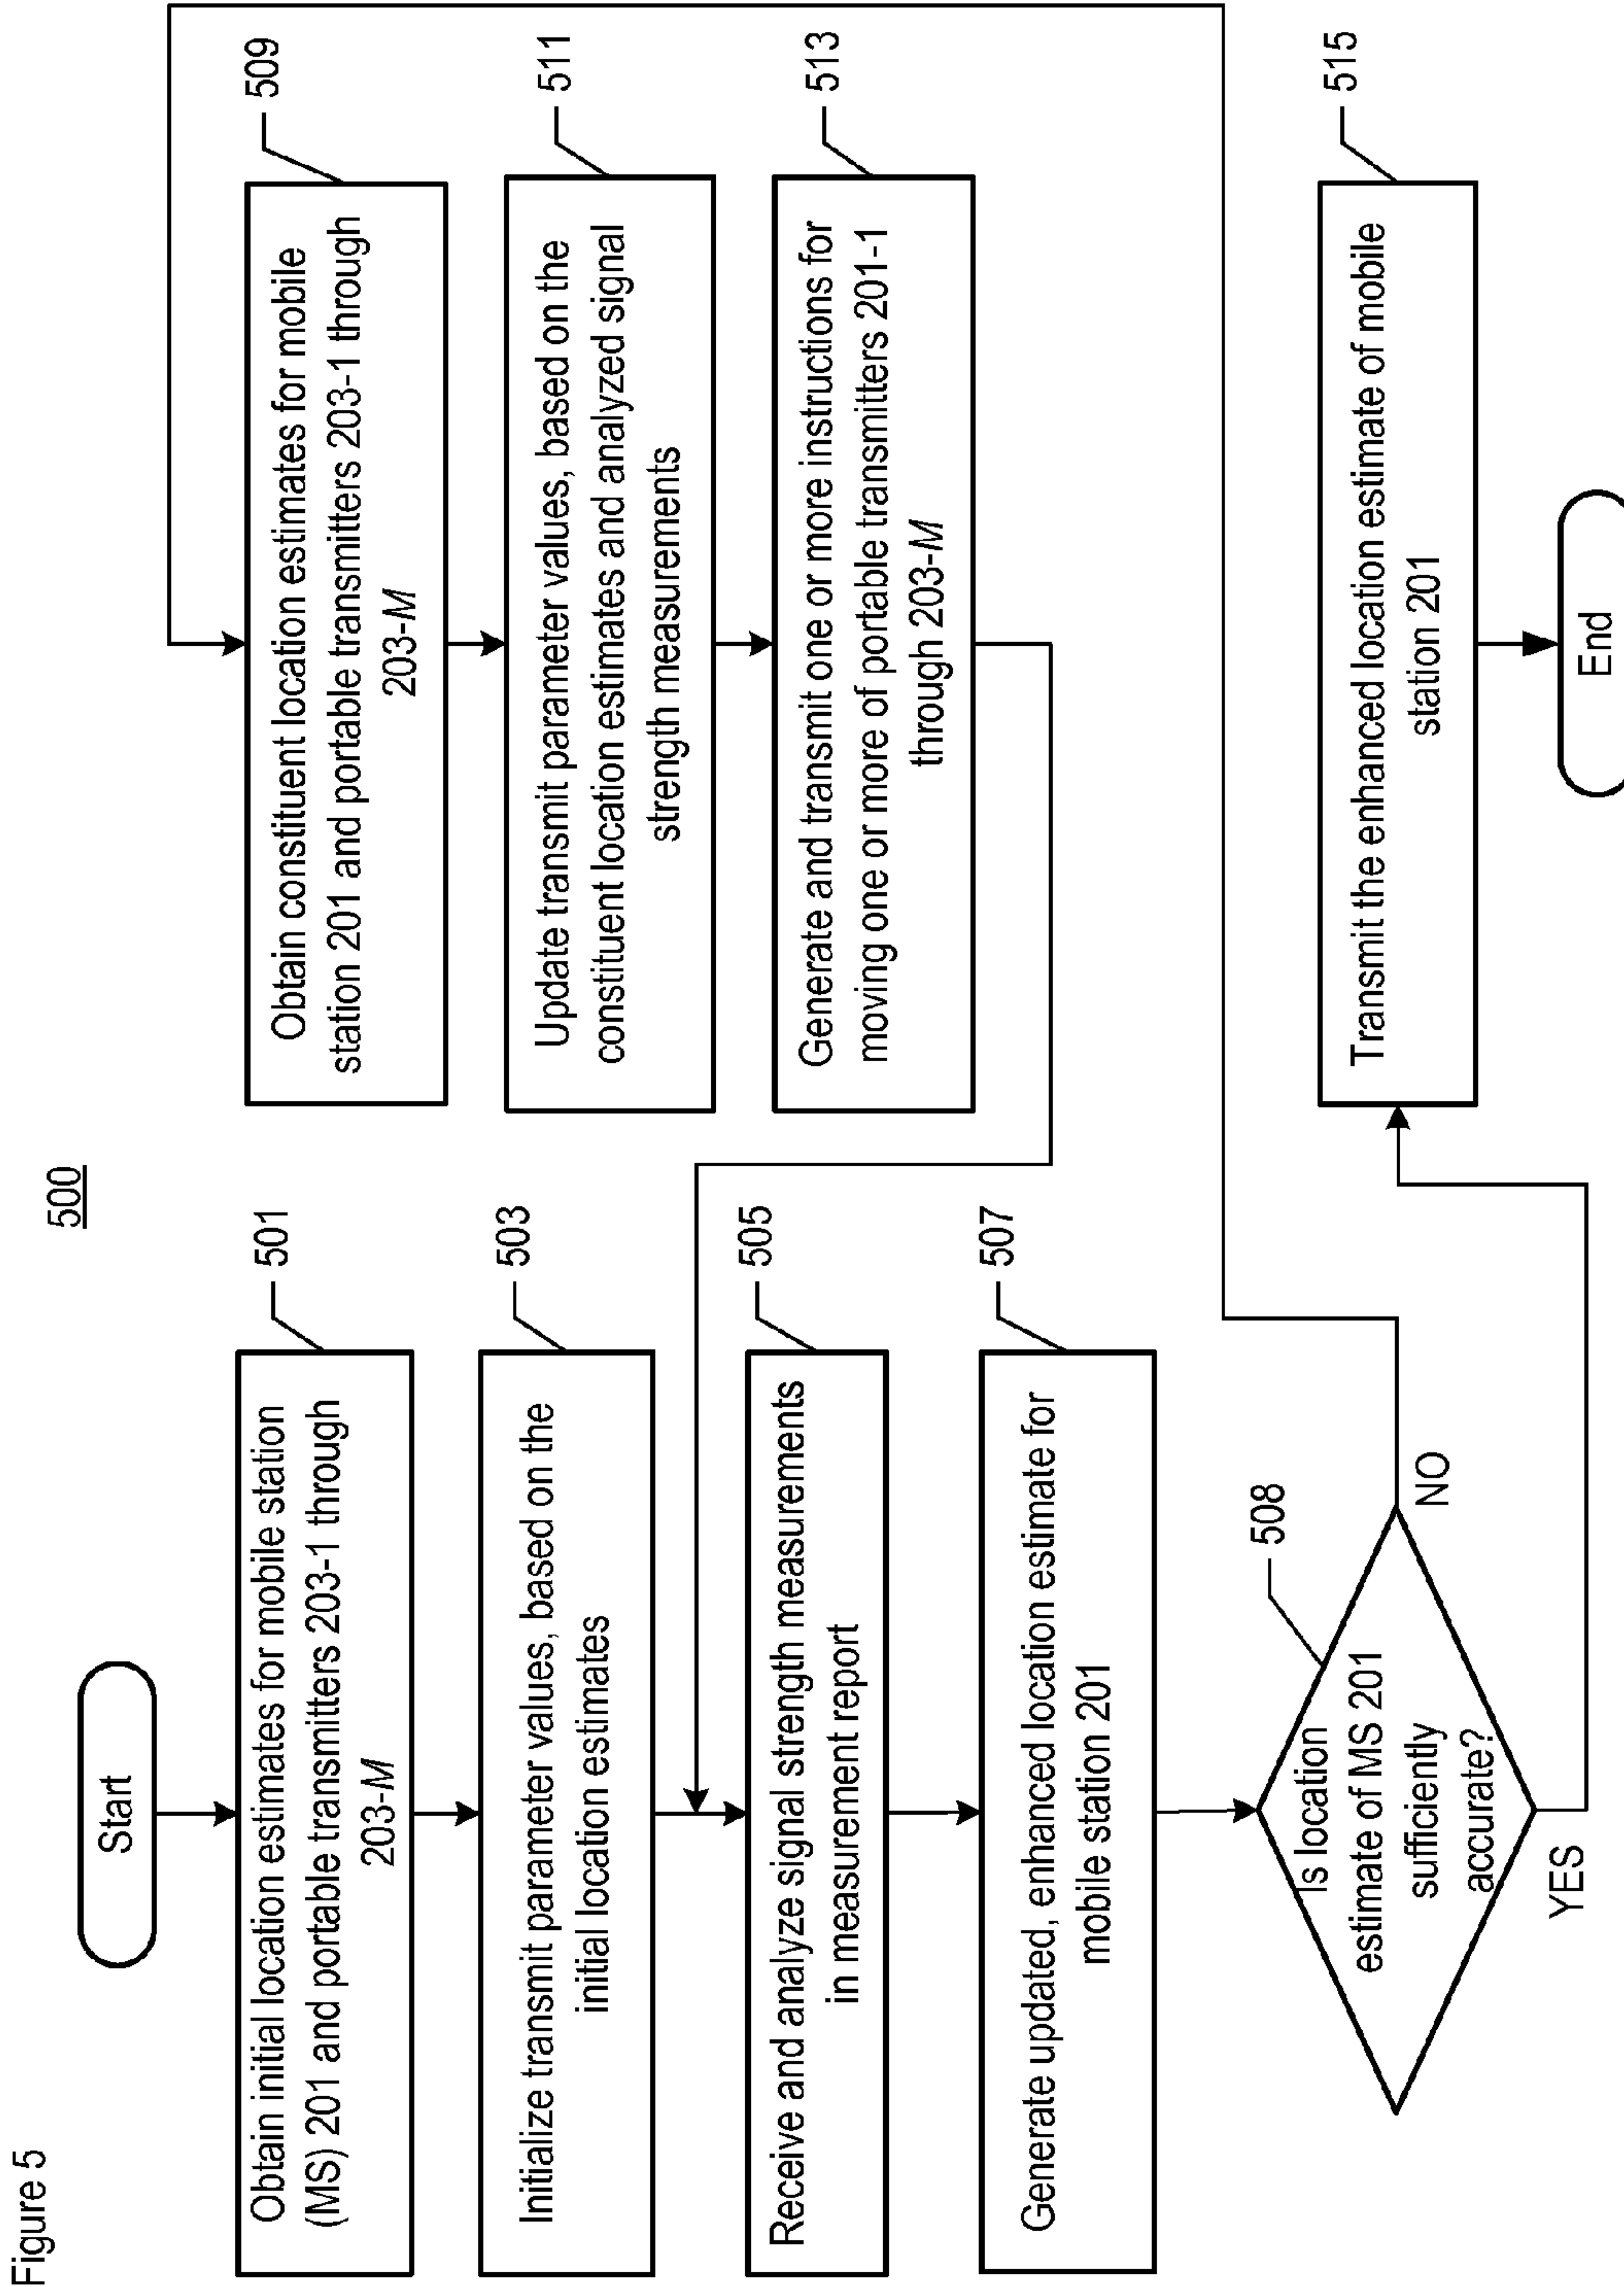 Figure 5
500
Start
Obtain initial location estimates for mobile station
(MS) 201 and portable transmitters 203-1 through
203-M
501
Initialize transmit parameter values, based on the
initial location estimates
503
Receive and analyze signal strength measurements
in measurement report
505
Generate updated, enhanced location estimate for
mobile station 201
507
Is location
estimate of MS 201
sufficiently
accurate?
508
NO
YES
Obtain constituent location estimates for mobile
station 201 and portable transmitters 203-1 through
203-M
509
Update transmit parameter values, based on the
constituent location estimates and analyzed signal
strength measurements
511
Generate and transmit one or more instructions for
moving one or more of portable transmitters 201-1
through 203-M
513
Transmit the enhanced location estimate of mobile
station 201
515
End